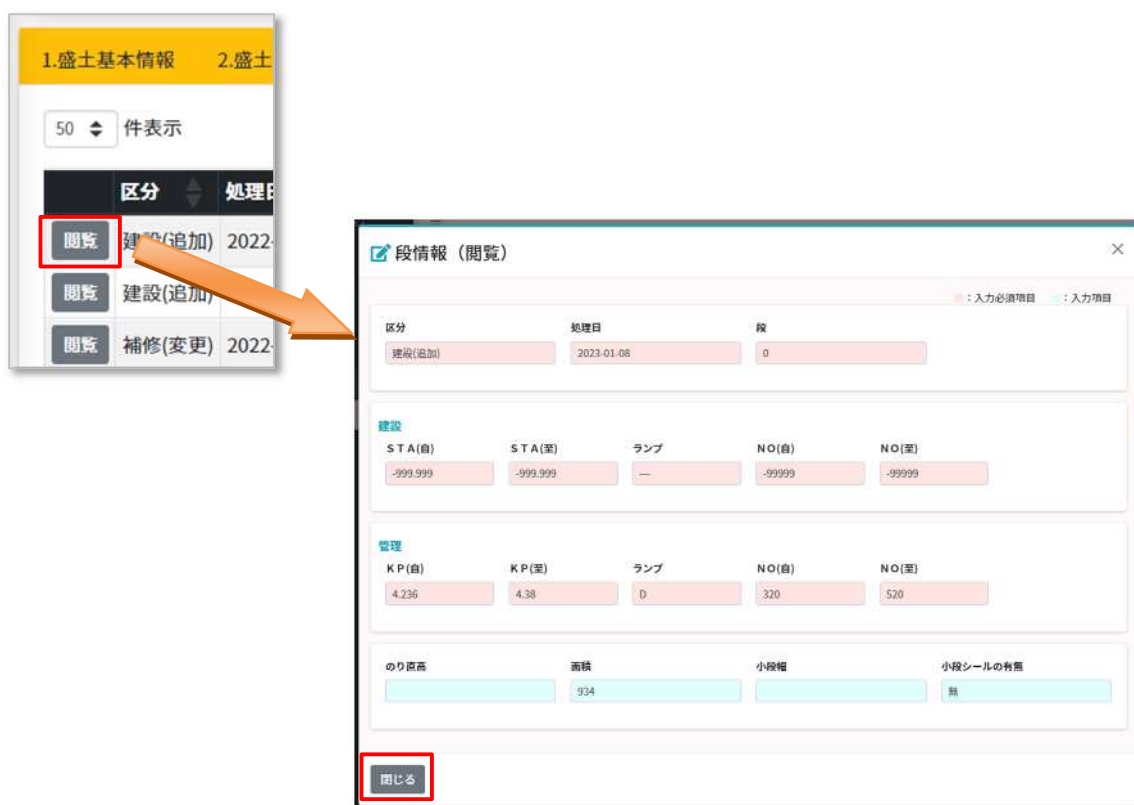 1.盛土基本情報 2.盛土
50 件表示
区分 処理日
閲覧 建設(追加) 2022-
閲覧 建設(追加)
閲覧 補修(変更) 2022-
段情報（閲覧） ×
：入力必須項目 ：入力項目
区分 処理日 段
建設(追加) 2023-01-08 0
建設
ＳＴＡ(自) ＳＴＡ(至) ランプ ＮＯ(自) ＮＯ(至)
-999.999 -999.999 — -99999 -99999
管理
ＫＰ(自) ＫＰ(至) ランプ ＮＯ(自) ＮＯ(至)
4.236 4.38 D 320 520
のり直高 面積 小段幅 小段シールの有無
934 無
閉じる